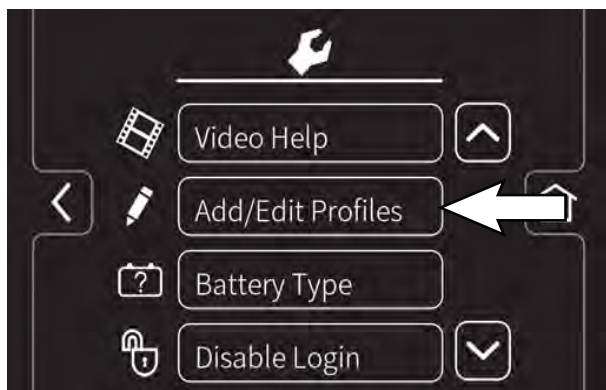 Video Help
Add/Edit Profiles
?
Battery Type
Disable Login